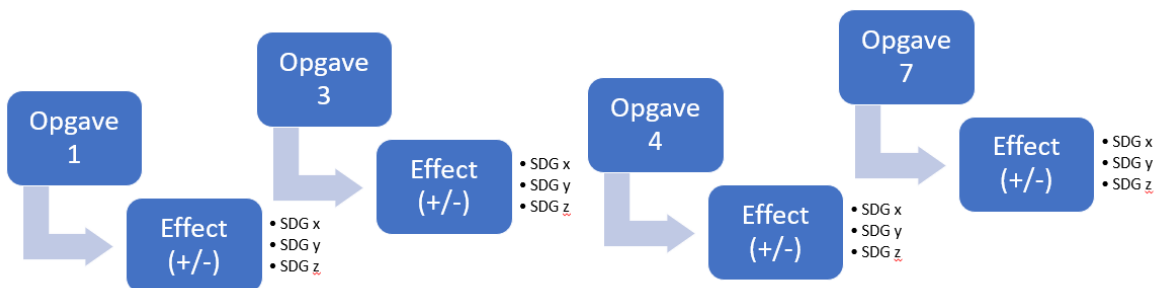 Opgave
1
Effect
(+/-)
• SDG x
• SDG y
• SDG z
Opgave
3
Effect
(+/-)
• SDG x
• SDG y
• SDG z
Opgave
4
Effect
(+/-)
• SDG x
• SDG y
• SDG z
Opgave
7
Effect
(+/-)
• SDG x
• SDG y
• SDG z